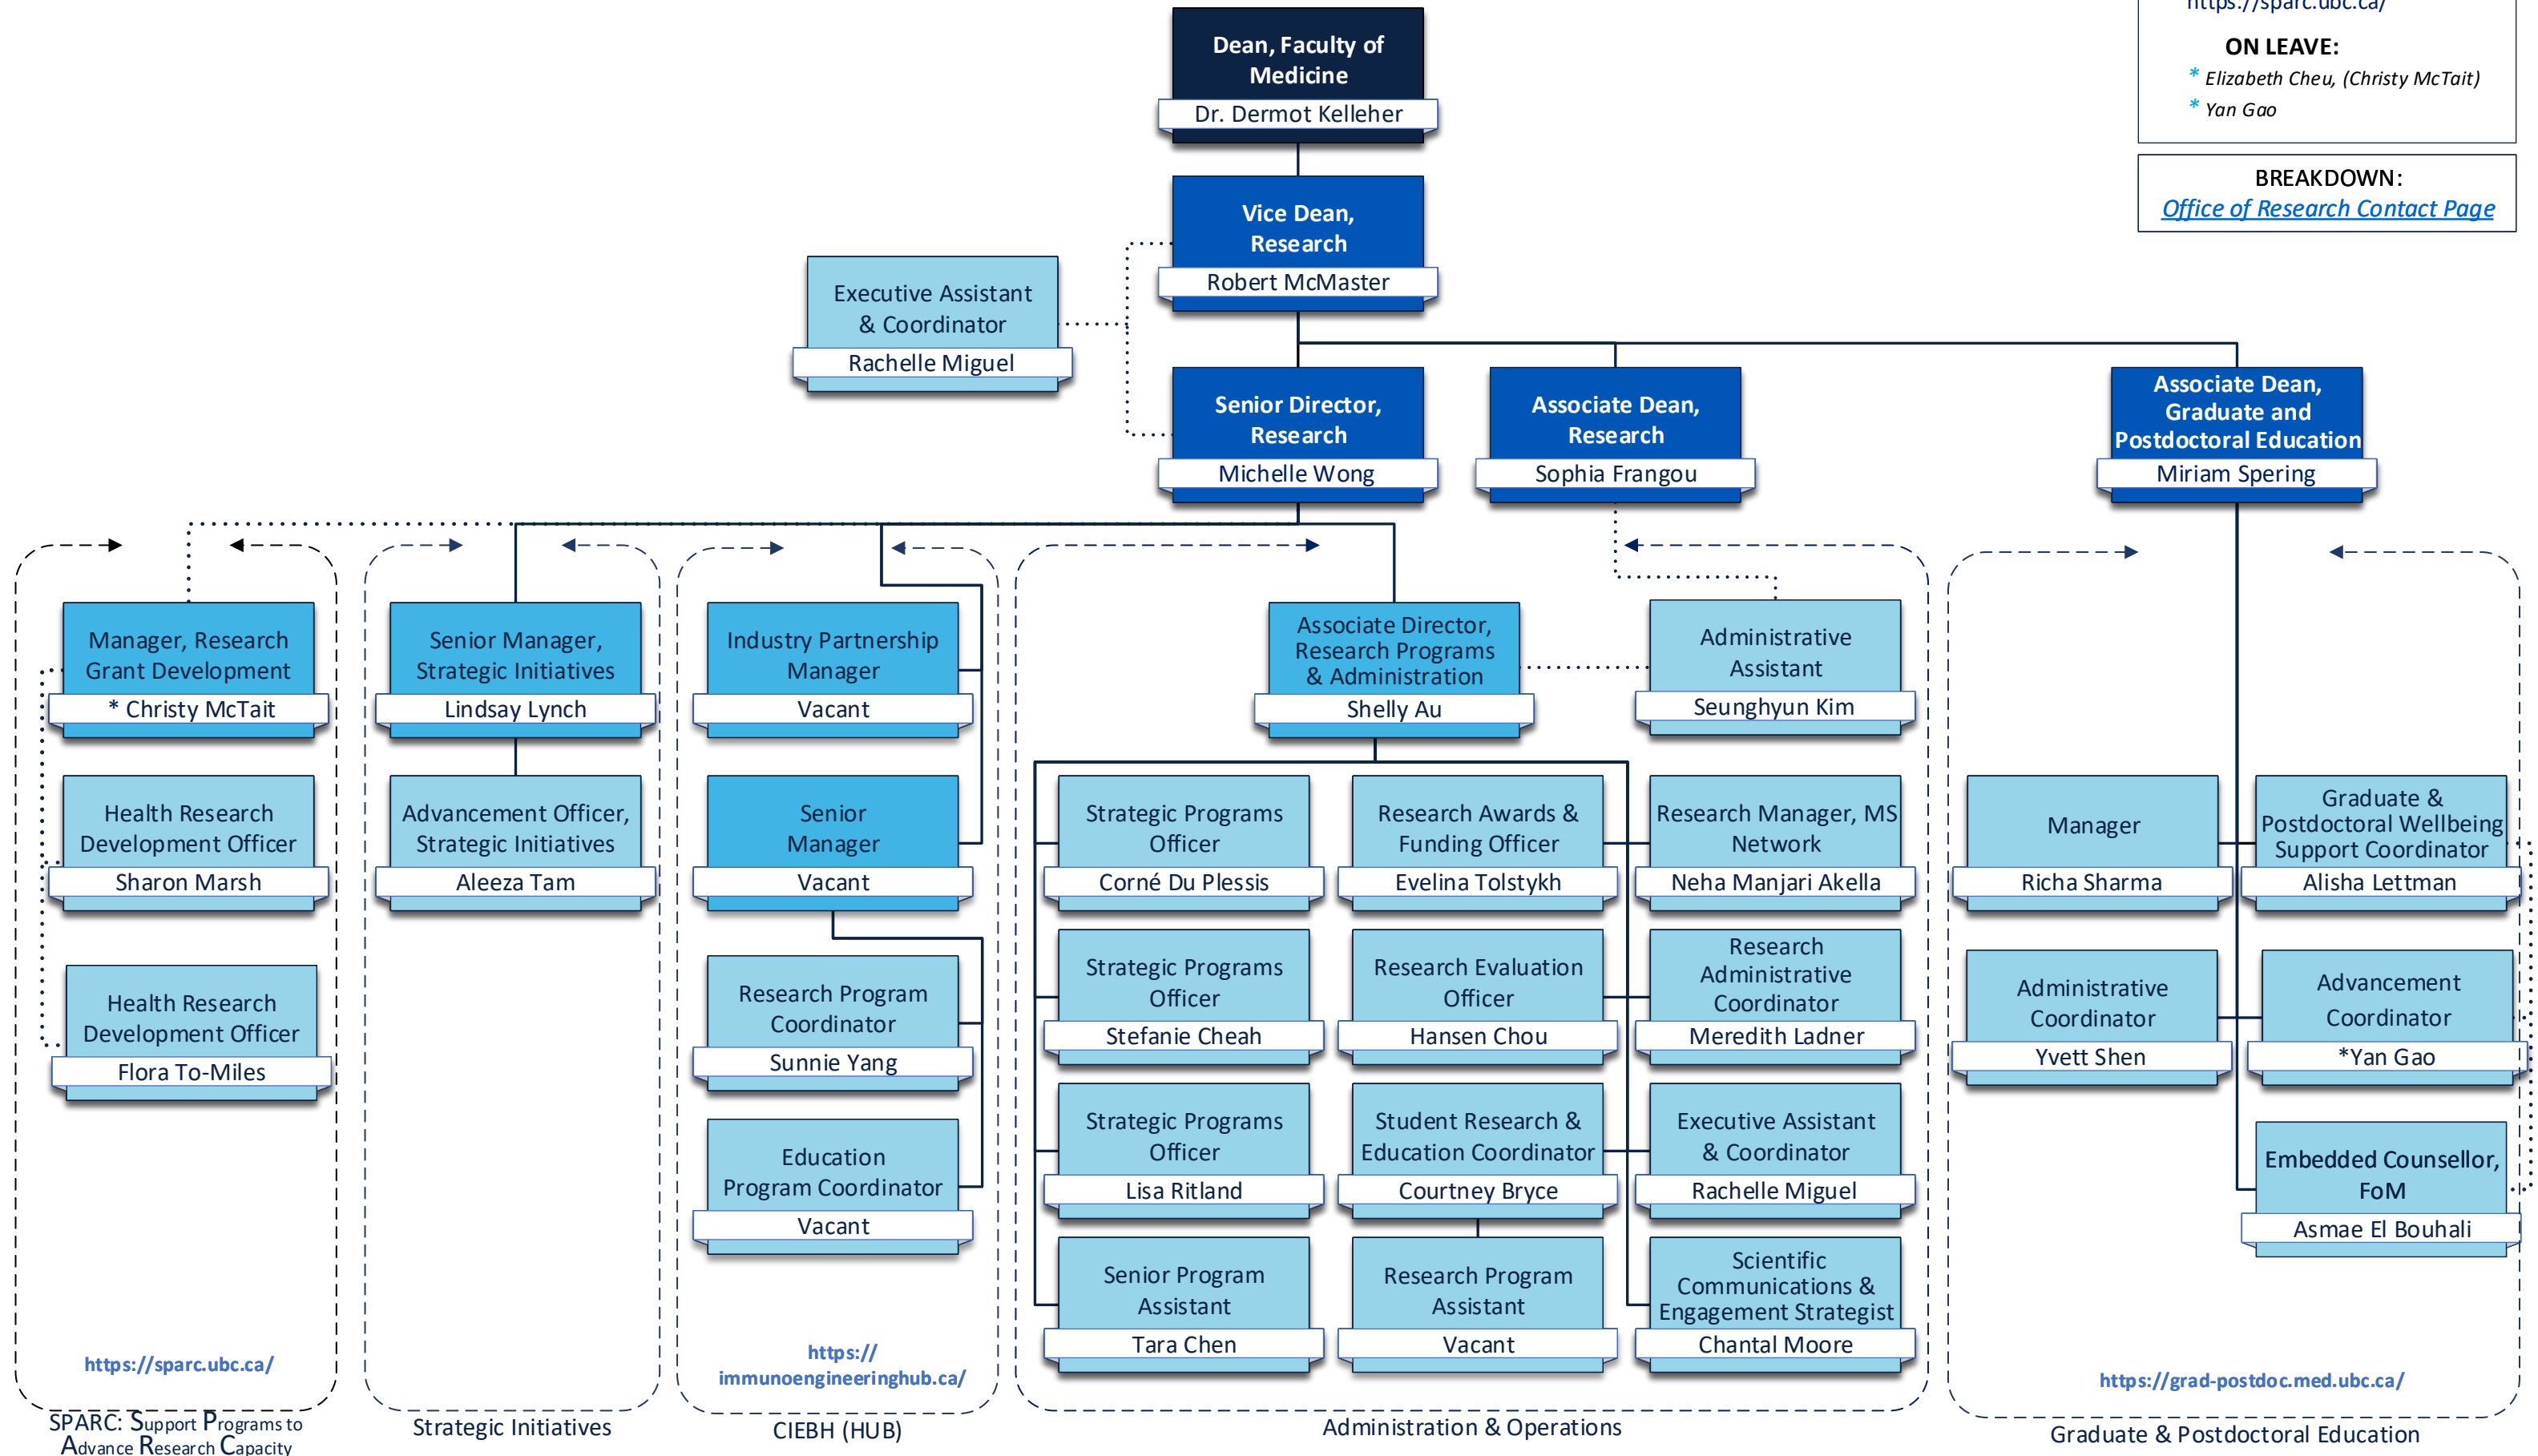 https://sparc.ubc.ca/
ON LEAVE:
* Elizabeth Cheu, (Christy McTait)
* Yan Gao
BREAKDOWN:
Office of Research Contact Page
Dean, Faculty of
Medicine
Dr. Dermot Kelleher
Vice Dean,
Research
Robert McMaster
Executive Assistant
& Coordinator
Rachelle Miguel
Senior Director,
Research
Michelle Wong
Associate Dean,
Research
Sophia Frangou
Associate Dean,
Graduate and
Postdoctoral Education
Miriam Spering
Manager, Research
Grant Development
* Christy McTait
Health Research
Development Officer
Sharon Marsh
Health Research
Development Officer
Flora To-Miles
https://sparc.ubc.ca/
SPARC: Support Programs to
Advance Research Capacity
Senior Manager,
Strategic Initiatives
Lindsay Lynch
Advancement Officer,
Strategic Initiatives
Aleeza Tam
Strategic Initiatives
Industry Partnership
Manager
Vacant
Senior
Manager
Vacant
Research Program
Coordinator
Sunnie Yang
Education
Program Coordinator
Vacant
https://
immunoengineeringhub.ca/
CIEBH (HUB)
Associate Director,
Research Programs
& Administration
Shelly Au
Administrative
Assistant
Seunghyun Kim
Strategic Programs
Officer
Corné Du Plessis
Research Awards &
Funding Officer
Evelina Tolstykh
Research Manager, MS
Network
Neha Manjari Akella
Strategic Programs
Officer
Stefanie Cheah
Research Evaluation
Officer
Hansen Chou
Research
Administrative
Coordinator
Meredith Ladner
Strategic Programs
Officer
Lisa Ritland
Student Research &
Education Coordinator
Courtney Bryce
Executive Assistant
& Coordinator
Rachelle Miguel
Senior Program
Assistant
Tara Chen
Research Program
Assistant
Vacant
Scientific
Communications &
Engagement Strategist
Chantal Moore
Administration & Operations
Manager
Richa Sharma
Graduate &
Postdoctoral Wellbeing
Support Coordinator
Alisha Lettman
Administrative
Coordinator
Yvett Shen
Advancement
Coordinator
*Yan Gao
Embedded Counsellor,
FoM
Asmae El Bouhali
https://grad-postdoc.med.ubc.ca/
Graduate & Postdoctoral Education